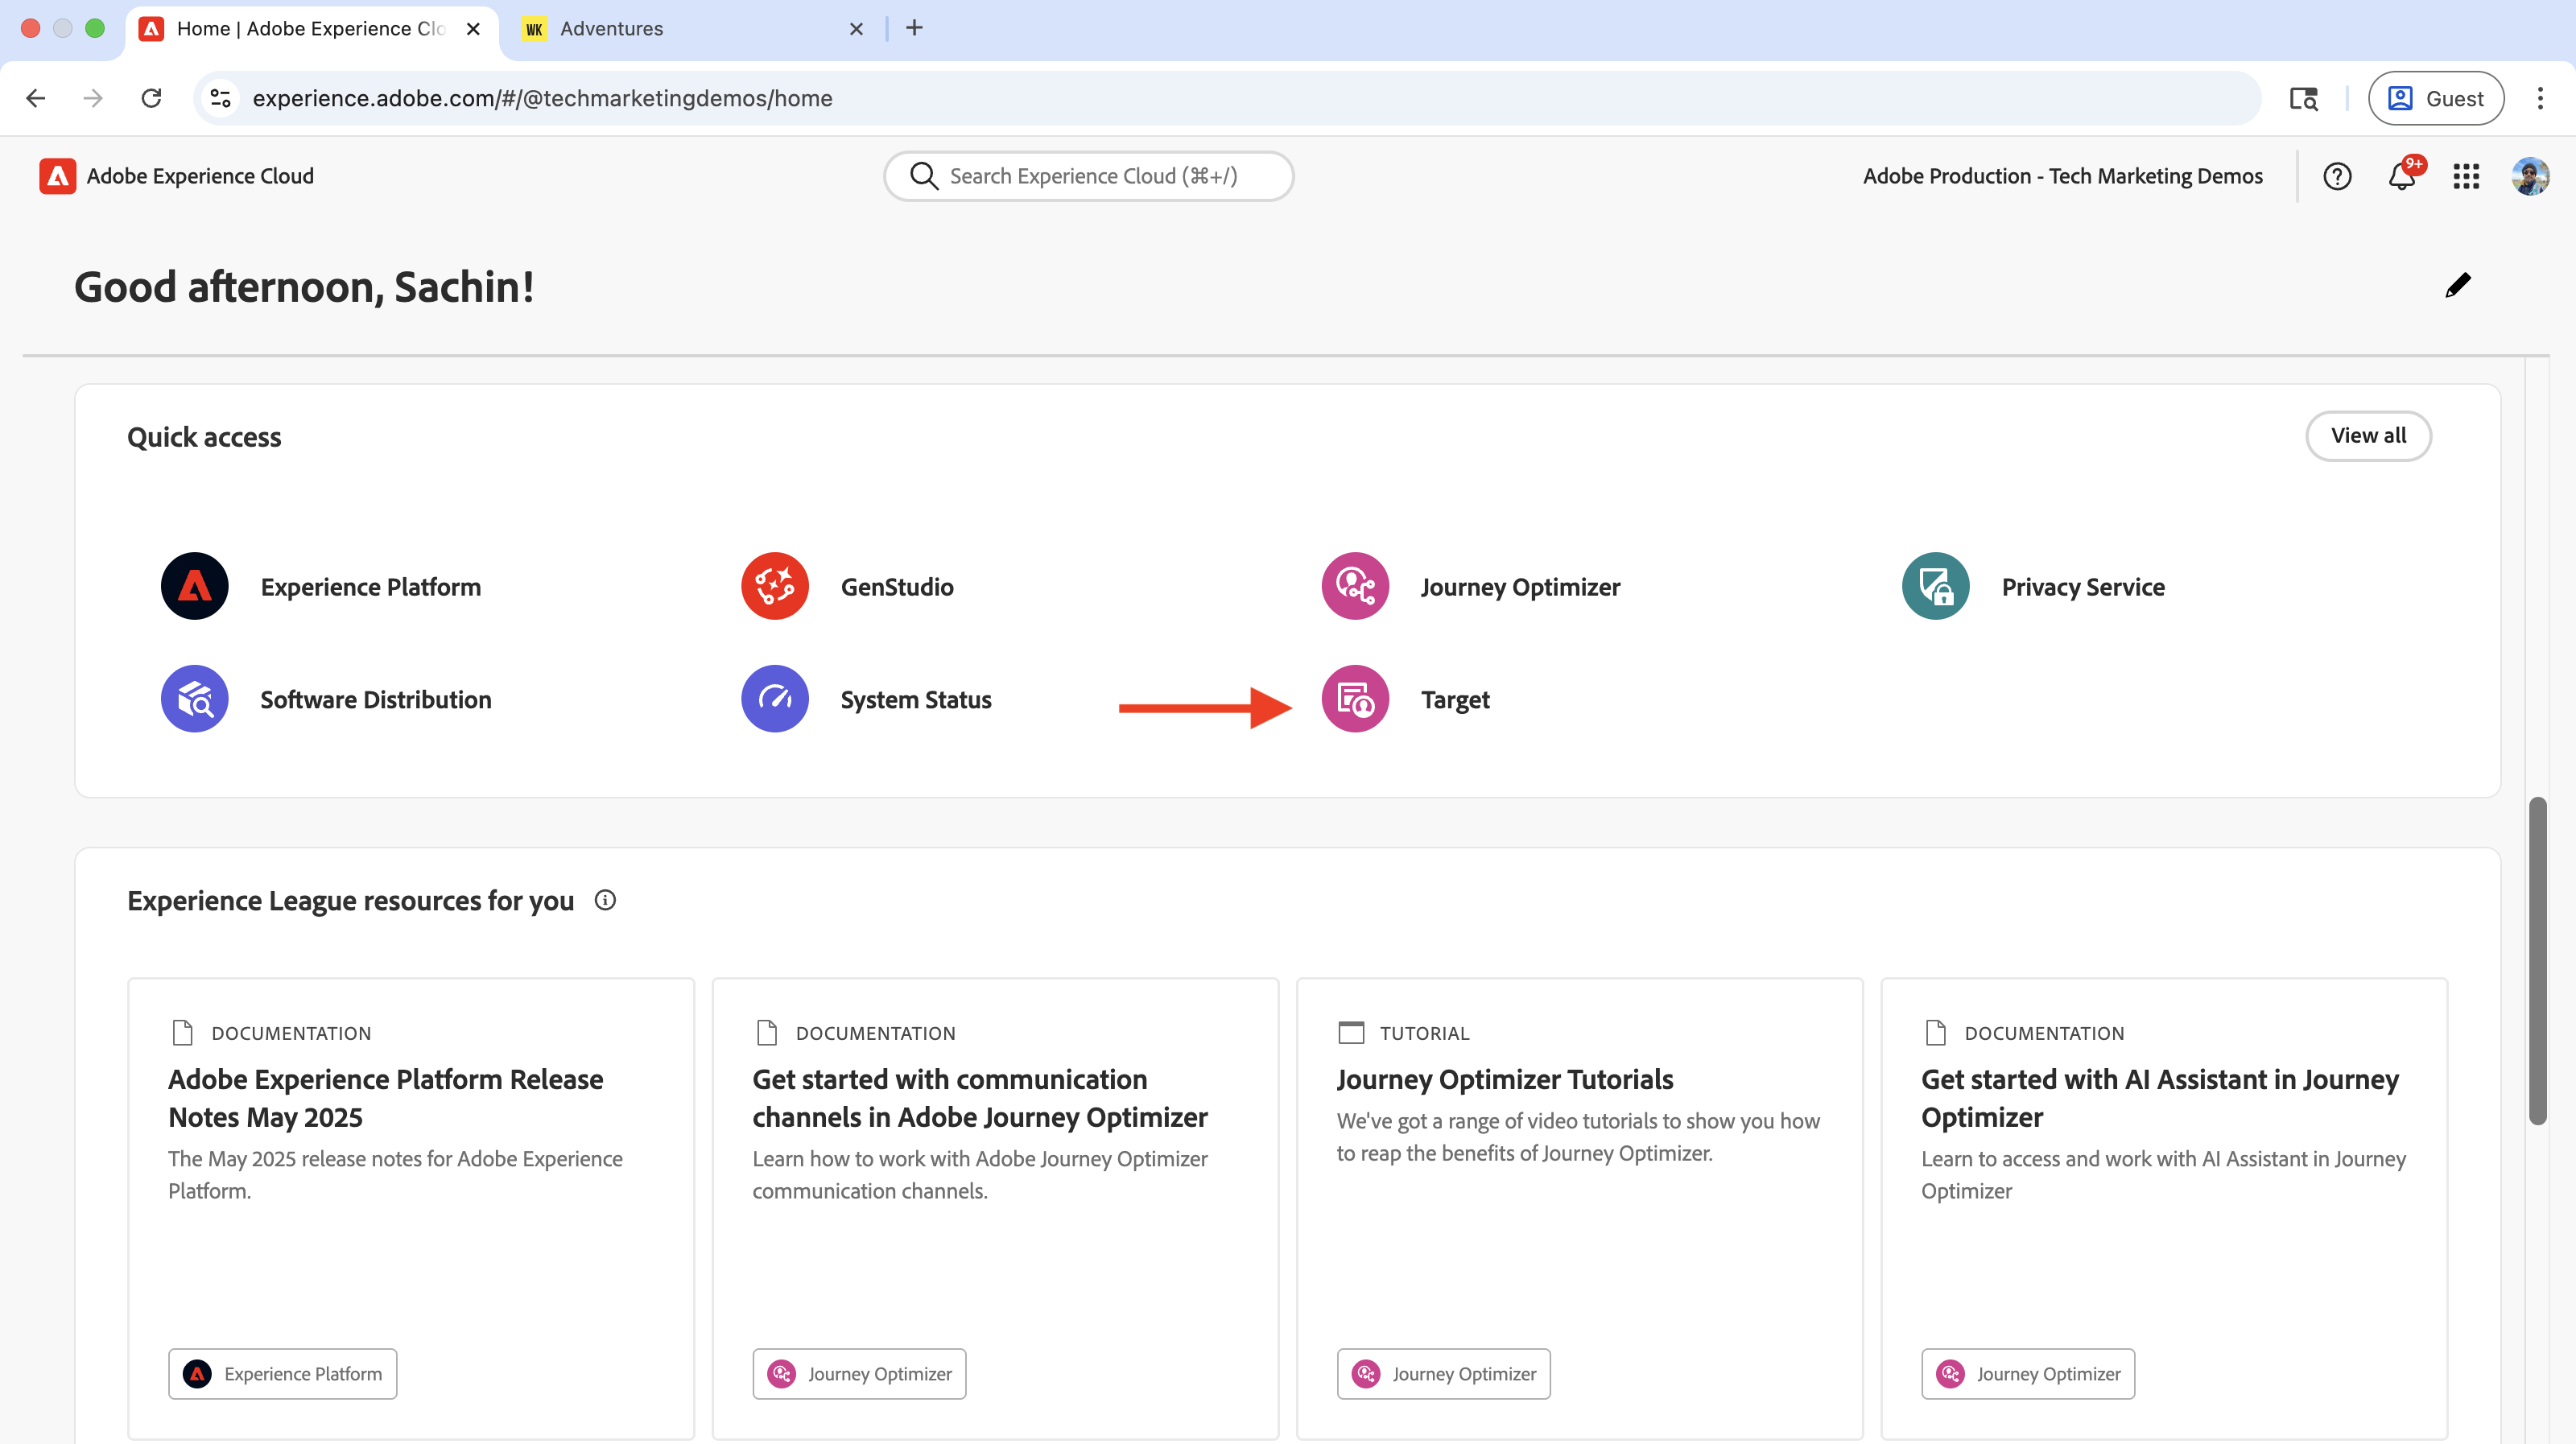 Home | Adobe Experience Clo
WK Adventures
experience.adobe.com/#/@techmarketingdemos/home
Guest
Adobe Experience Cloud
Search Experience Cloud (⌘+/)
Adobe Production - Tech Marketing Demos
9+
Good afternoon, Sachin!
Quick access
View all
Experience Platform
GenStudio
Journey Optimizer
Privacy Service
Software Distribution
System Status
Target
Experience League resources for you
DOCUMENTATION
Adobe Experience Platform Release
Notes May 2025
The May 2025 release notes for Adobe Experience
Platform.
Experience Platform
DOCUMENTATION
Get started with communication
channels in Adobe Journey Optimizer
Learn how to work with Adobe Journey Optimizer
communication channels.
Journey Optimizer
TUTORIAL
Journey Optimizer Tutorials
We've got a range of video tutorials to show you how
to reap the benefits of Journey Optimizer.
Journey Optimizer
DOCUMENTATION
Get started with AI Assistant in Journey
Optimizer
Learn to access and work with AI Assistant in Journey
Optimizer
Journey Optimizer